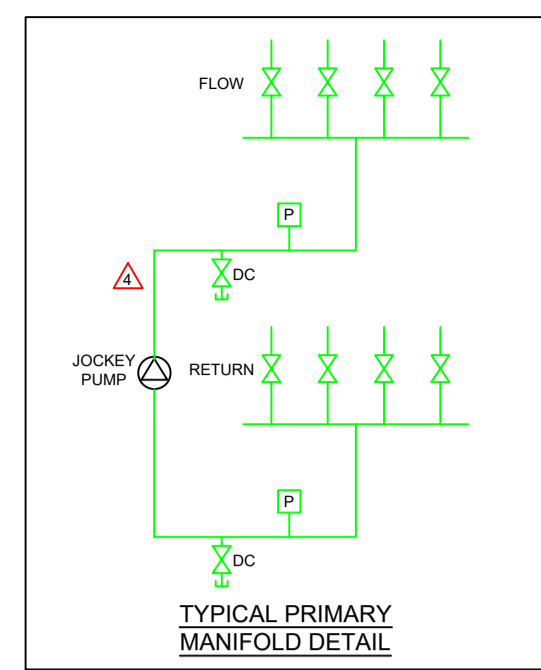 FLOW
P
4
DC
JOCKEY
PUMP
RETURN
P
DC
TYPICAL PRIMARY
MANIFOLD DETAIL